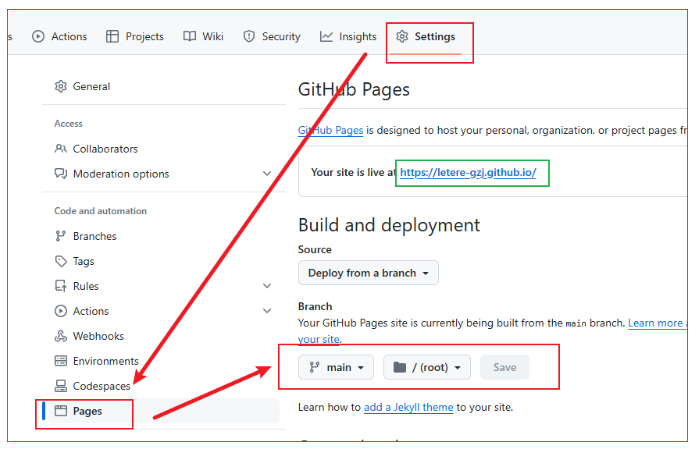 s Actions Projects Wiki Security Insights Settings
General
Access
Collaborators
Moderation options
Code and automation
Branches
Tags
Rules
Actions
Webhooks
Environments
Codespaces
Pages
GitHub Pages
GitHub Pages is designed to host your personal, organization, or project pages fr
Your site is live at https://letere-gzj.github.io/
Build and deployment
Source
Deploy from a branch
Branch
Your GitHub Pages site is currently being built from the main branch. Learn more a
your site.
main / (root) Save
Learn how to add a Jekyll theme to your site.